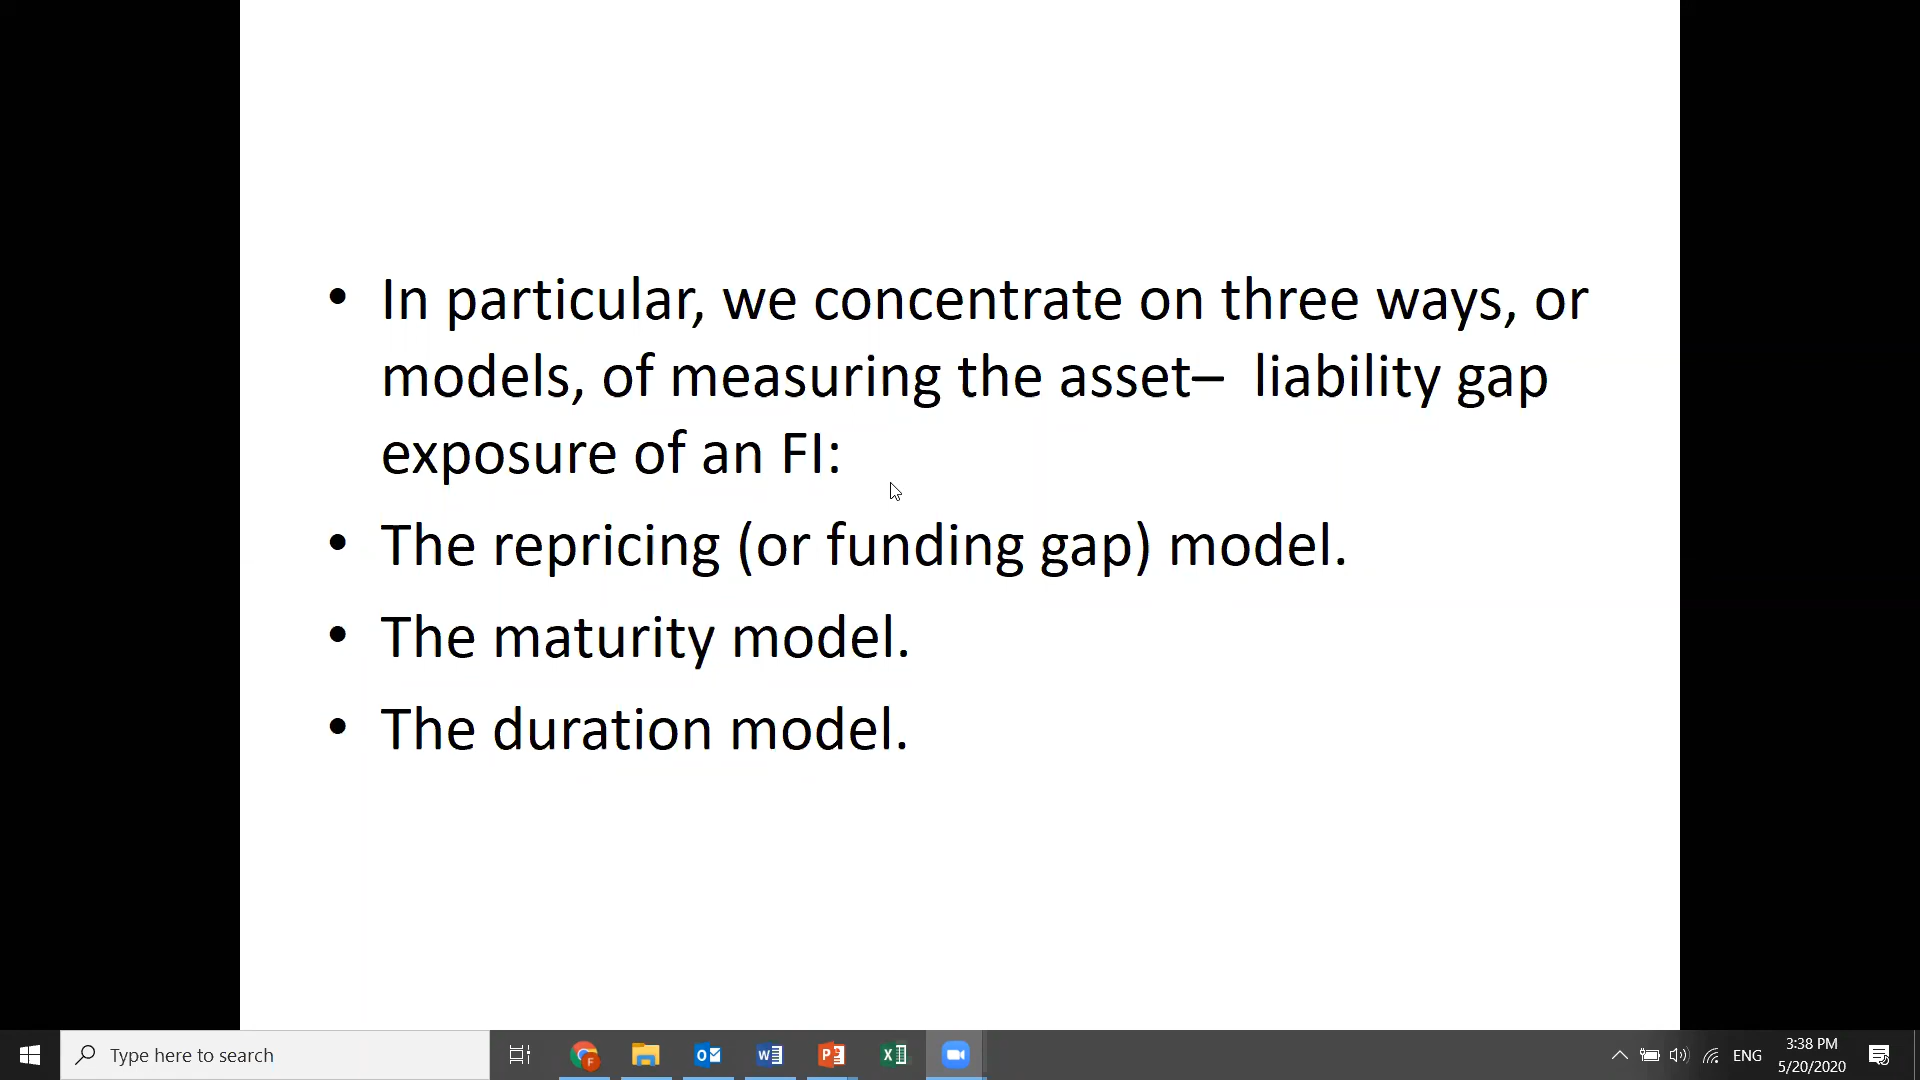 • In particular, we concentrate on three ways, or
models, of measuring the asset–  liability gap
exposure of an FI:
• The repricing (or funding gap) model.
• The maturity model.
• The duration model.
Type here to search
ENG
3:38 PM
5/20/2020